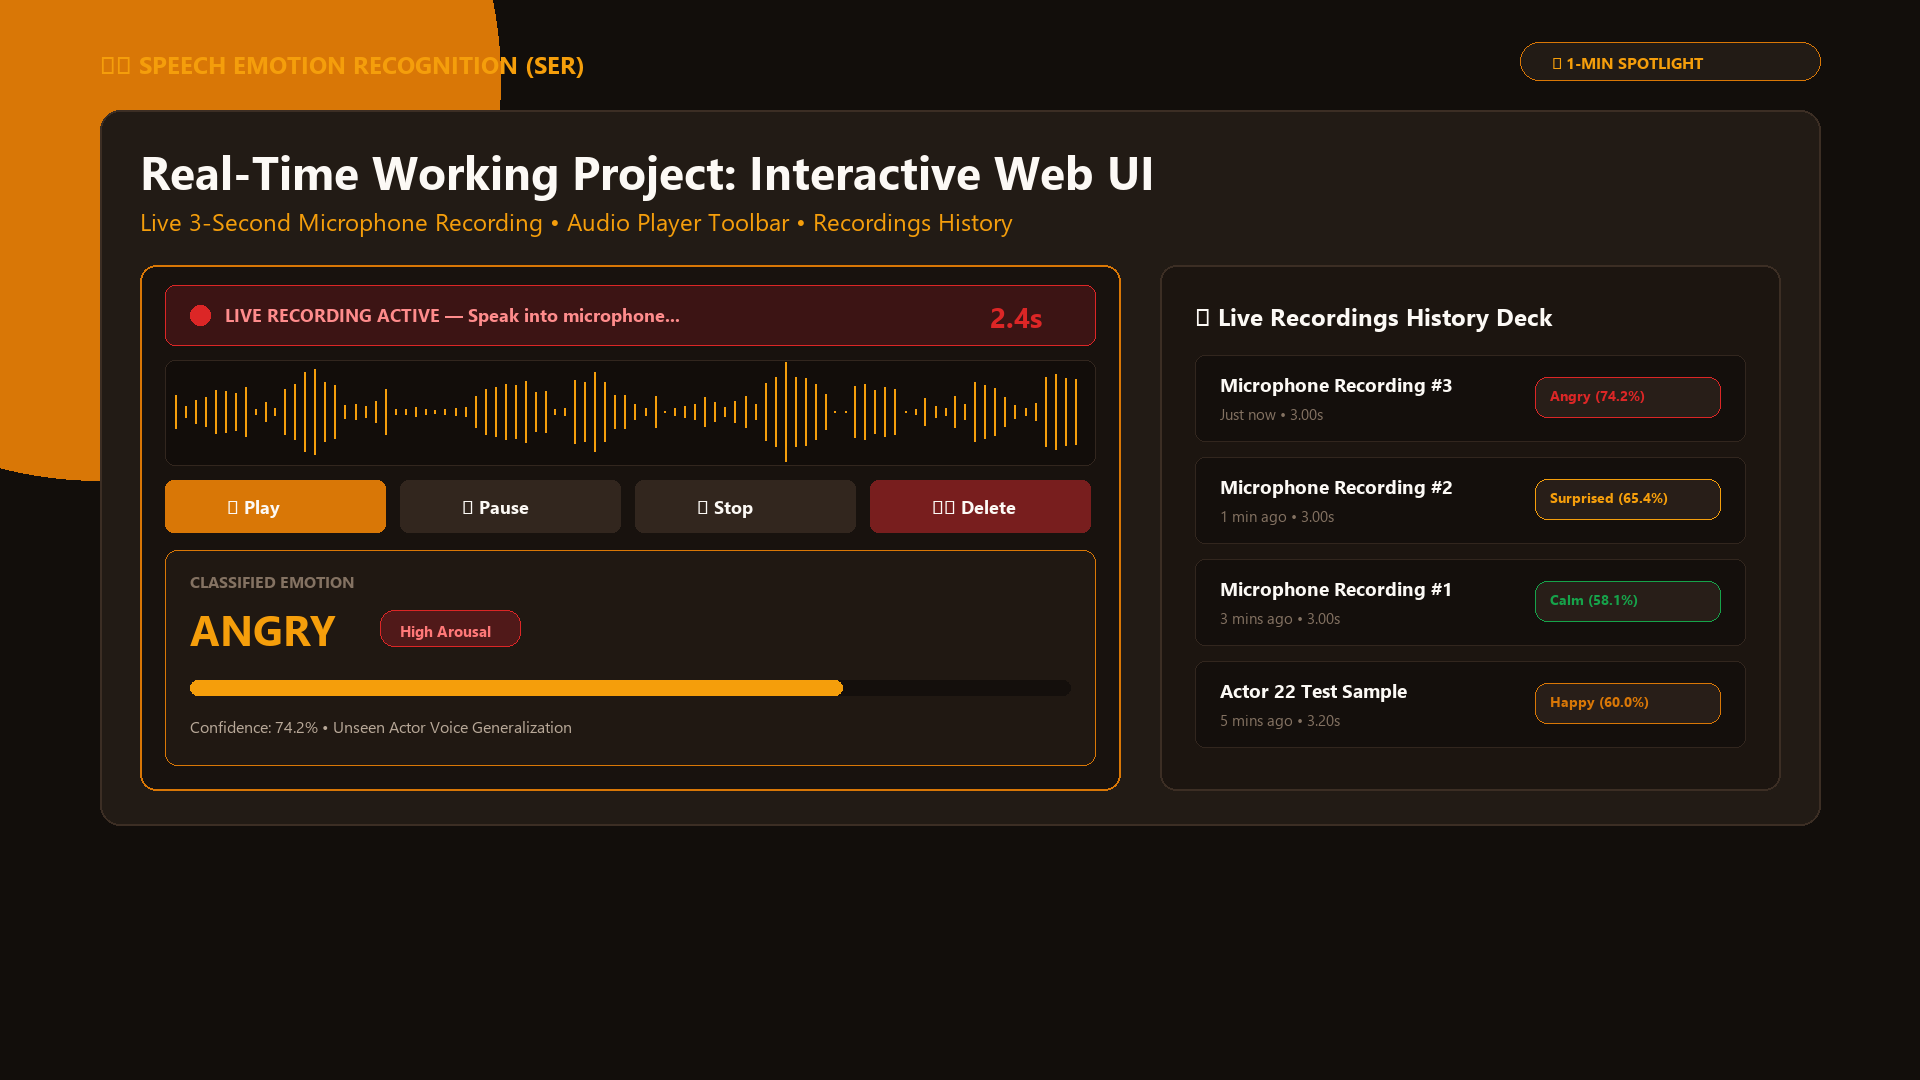 SPEECH EMOTION RECOGNITION (SER)
1-MIN SPOTLIGHT
Real-Time Working Project: Interactive Web UI
Live 3-Second Microphone Recording • Audio Player Toolbar • Recordings History
LIVE RECORDING ACTIVE — Speak into microphone...
2.4s
Play
Pause
Stop
Delete
CLASSIFIED EMOTION
ANGRY
High Arousal
Confidence: 74.2% • Unseen Actor Voice Generalization
Live Recordings History Deck
Microphone Recording #3
Just now • 3.00s
Angry (74.2%)
Microphone Recording #2
1 min ago • 3.00s
Surprised (65.4%)
Microphone Recording #1
3 mins ago • 3.00s
Calm (58.1%)
Actor 22 Test Sample
5 mins ago • 3.20s
Happy (60.0%)